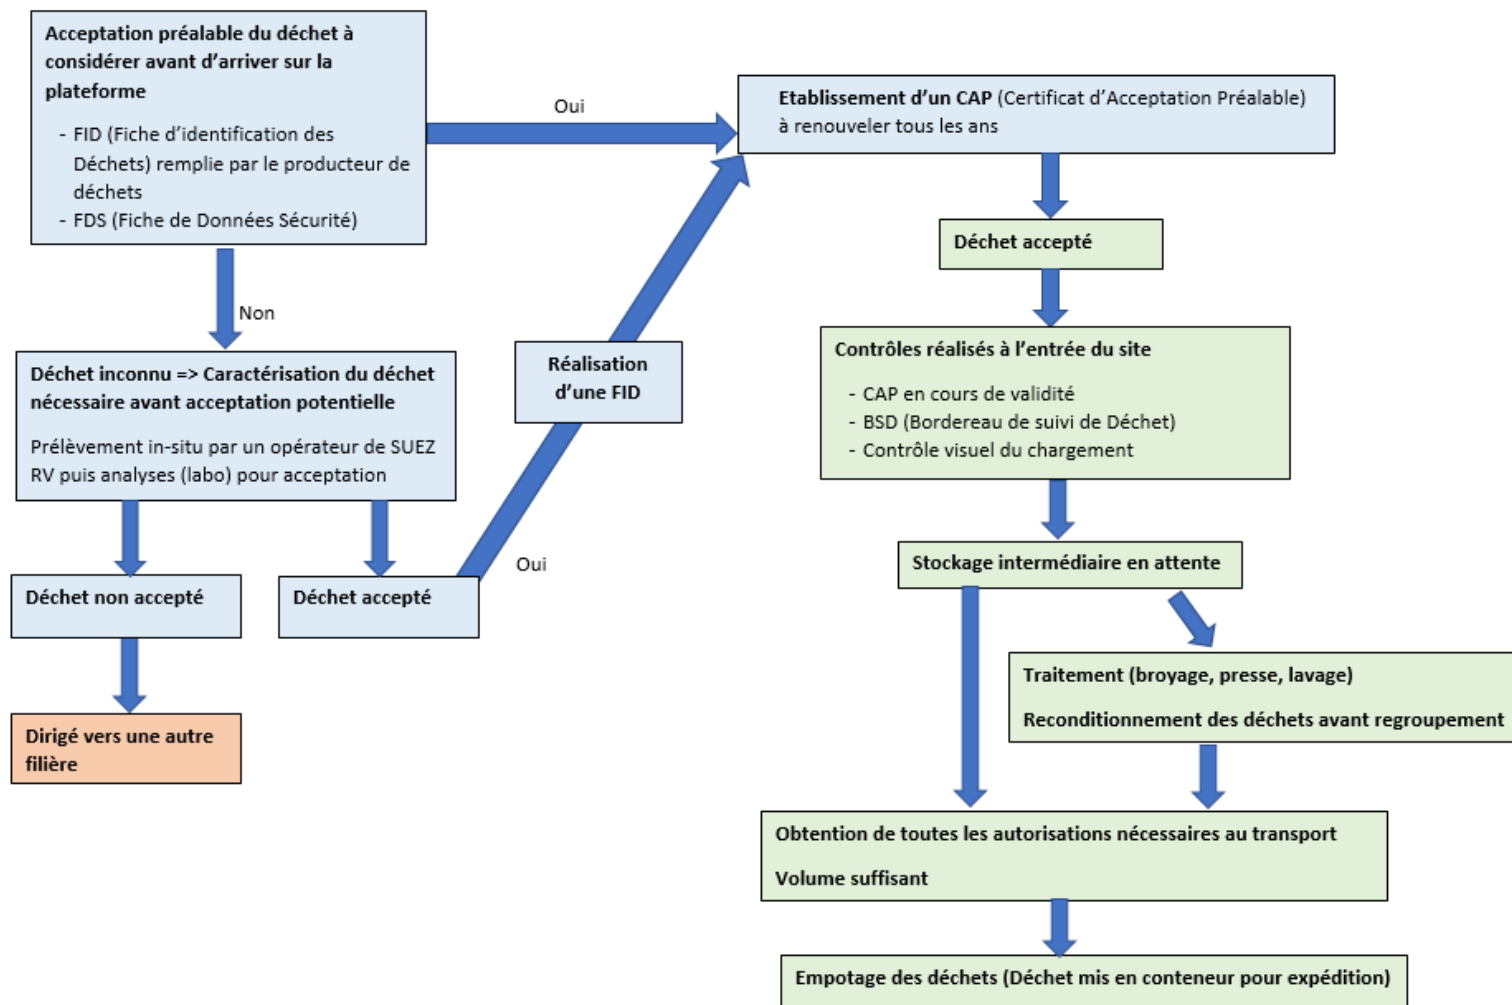 Acceptation préalable du déchet à
considérer avant d’arriver sur la
plateforme
- FID (Fiche d’identification des
Déchets) remplie par le producteur de
déchets
- FDS (Fiche de Données Sécurité)
Oui
Etablissement d’un CAP (Certificat d’Acceptation Préalable)
à renouveler tous les ans
Déchet accepté
Non
Contrôles réalisés à l’entrée du site
- CAP en cours de validité
- BSD (Bordereau de suivi de Déchet)
- Contrôle visuel du chargement
Déchet inconnu => Caractérisation du déchet
nécessaire avant acceptation potentielle
Prélèvement in-situ par un opérateur de SUEZ
RV puis analyses (labo) pour acceptation
Réalisation
d’une FID
Oui
Déchet non accepté
Déchet accepté
Dirigé vers une autre
filière
Stockage intermédiaire en attente
Traitement (broyage, presse, lavage)
Reconditionnement des déchets avant regroupement
Obtention de toutes les autorisations nécessaires au transport
Volume suffisant
Empotage des déchets (Déchet mis en conteneur pour expédition)